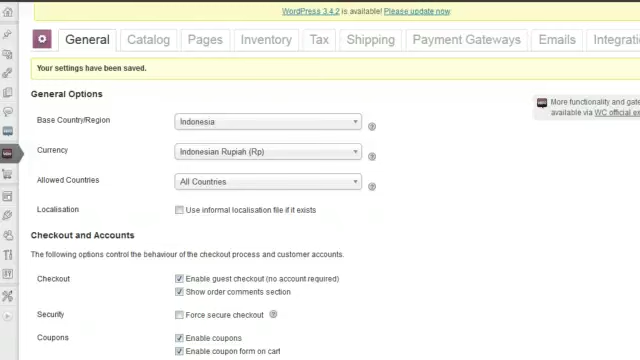 WordPress 3.4.2 is available! Please update now
General
Catalog
Pages
Inventory
Tax
Shipping
Payment Gateways
Emails
Your settings have been saved.
General Options
More functionality and
available via WC official
Base Country/Region
Indonesia
Currency
Indonesian Rupiah (Rp)
Allowed Countries
All Countries
Localisation
Use informal localisation file if it exists
Checkout and Accounts
The following options control the behaviour of the checkout process and customer accounts.
Checkout
Enable guest checkout (no account required)
Show order comments section
Security
Force secure checkout
Coupons
Enable coupons
Enable coupon form on cart